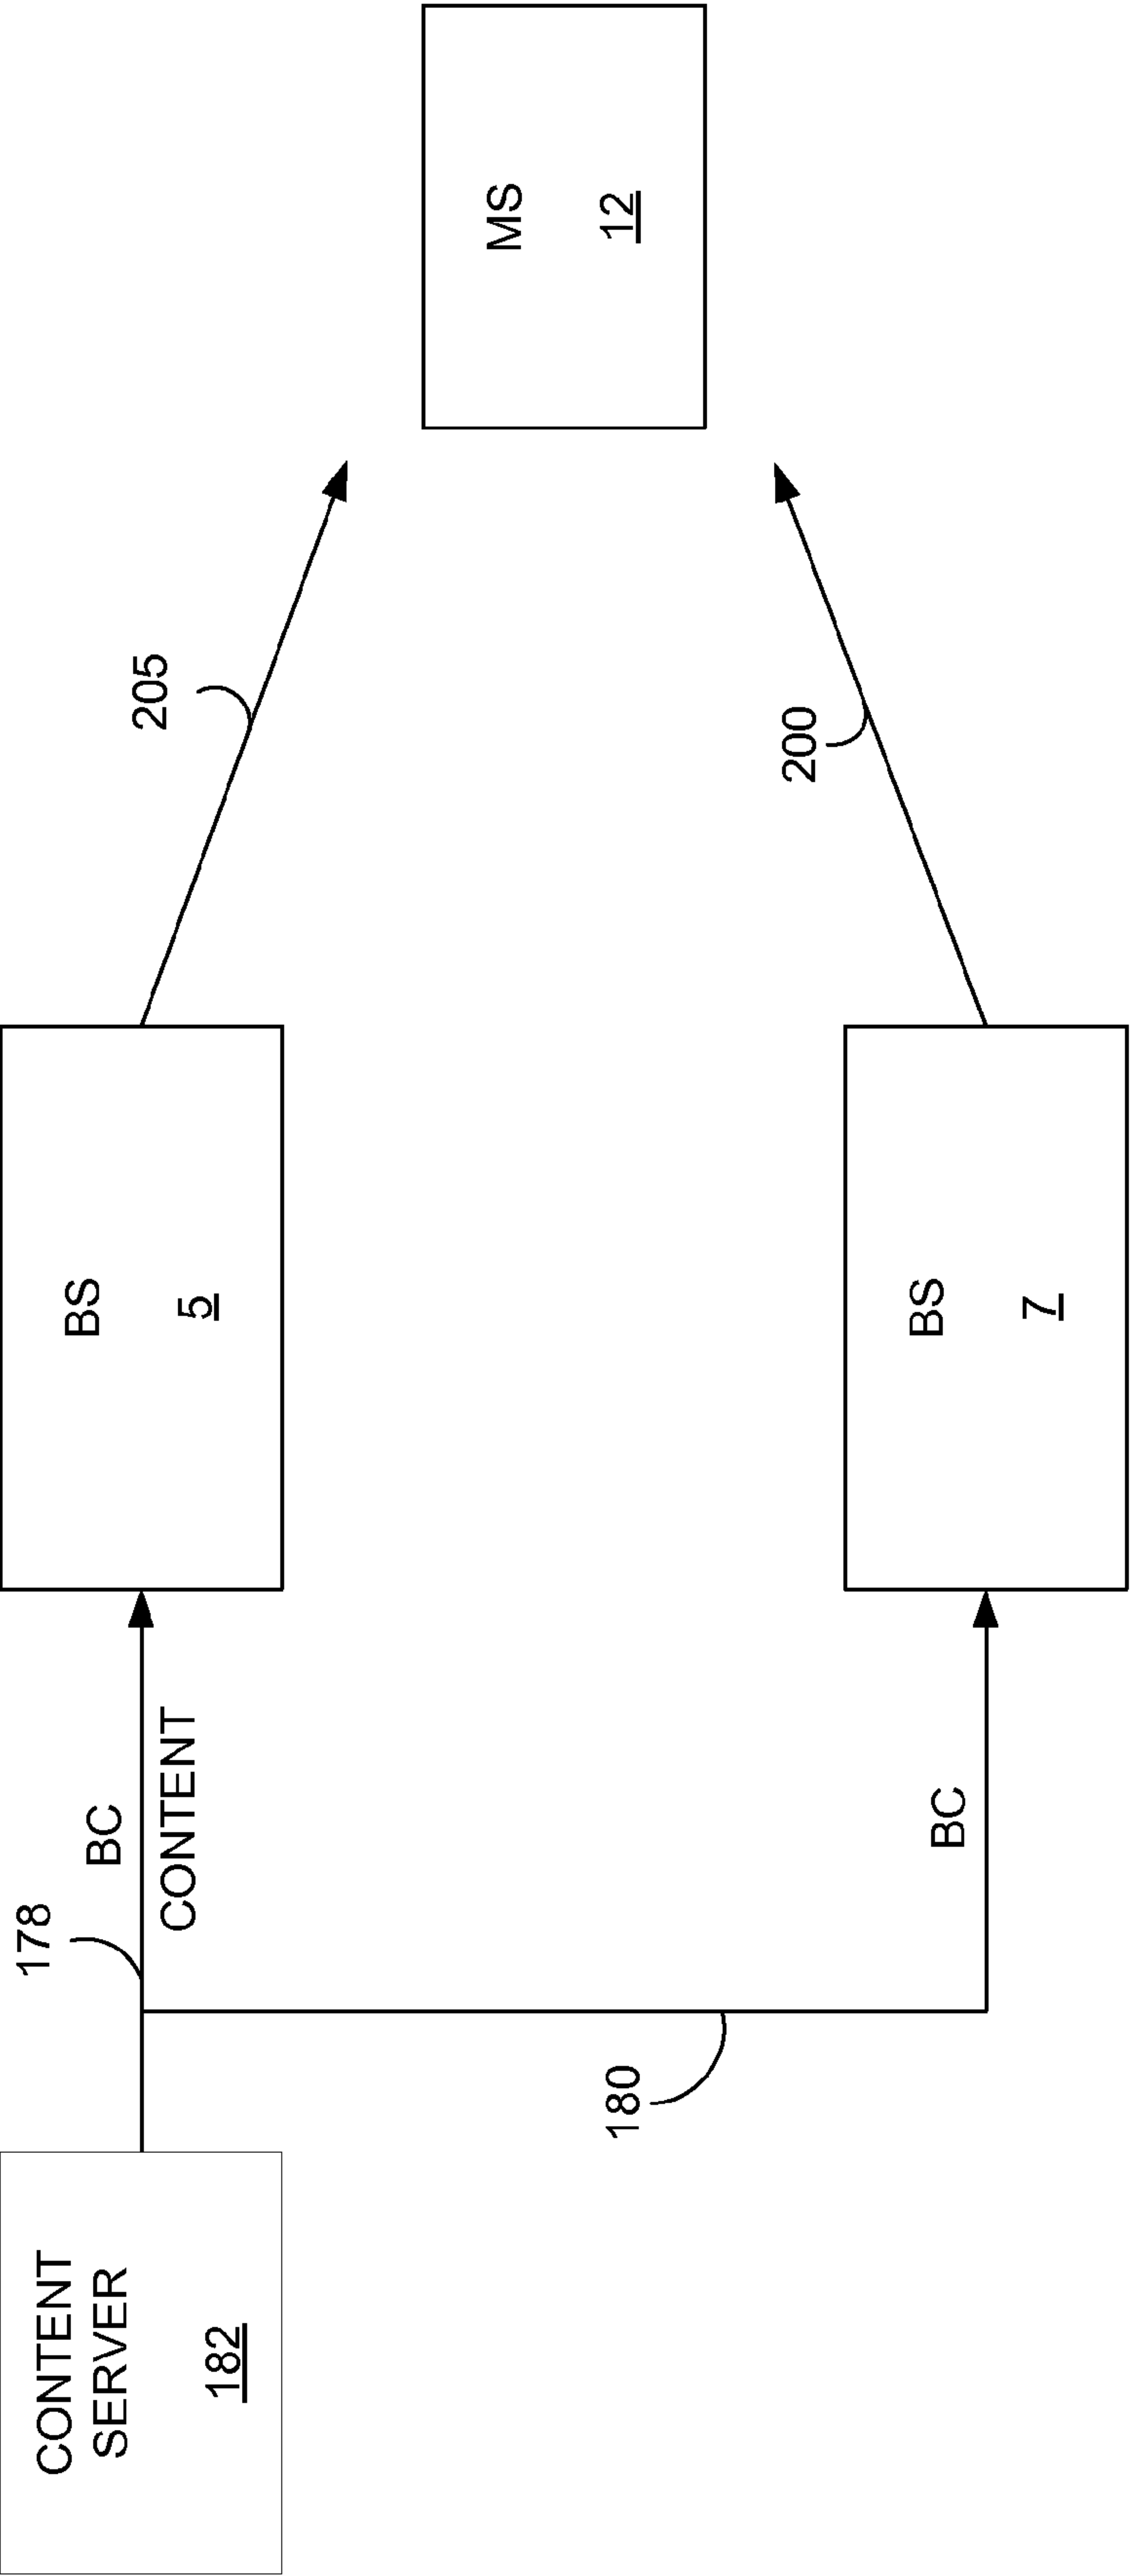 CONTENT
SERVER
182
178
BC
CONTENT
180
BC
BS
5
BS
7
205
200
MS
12